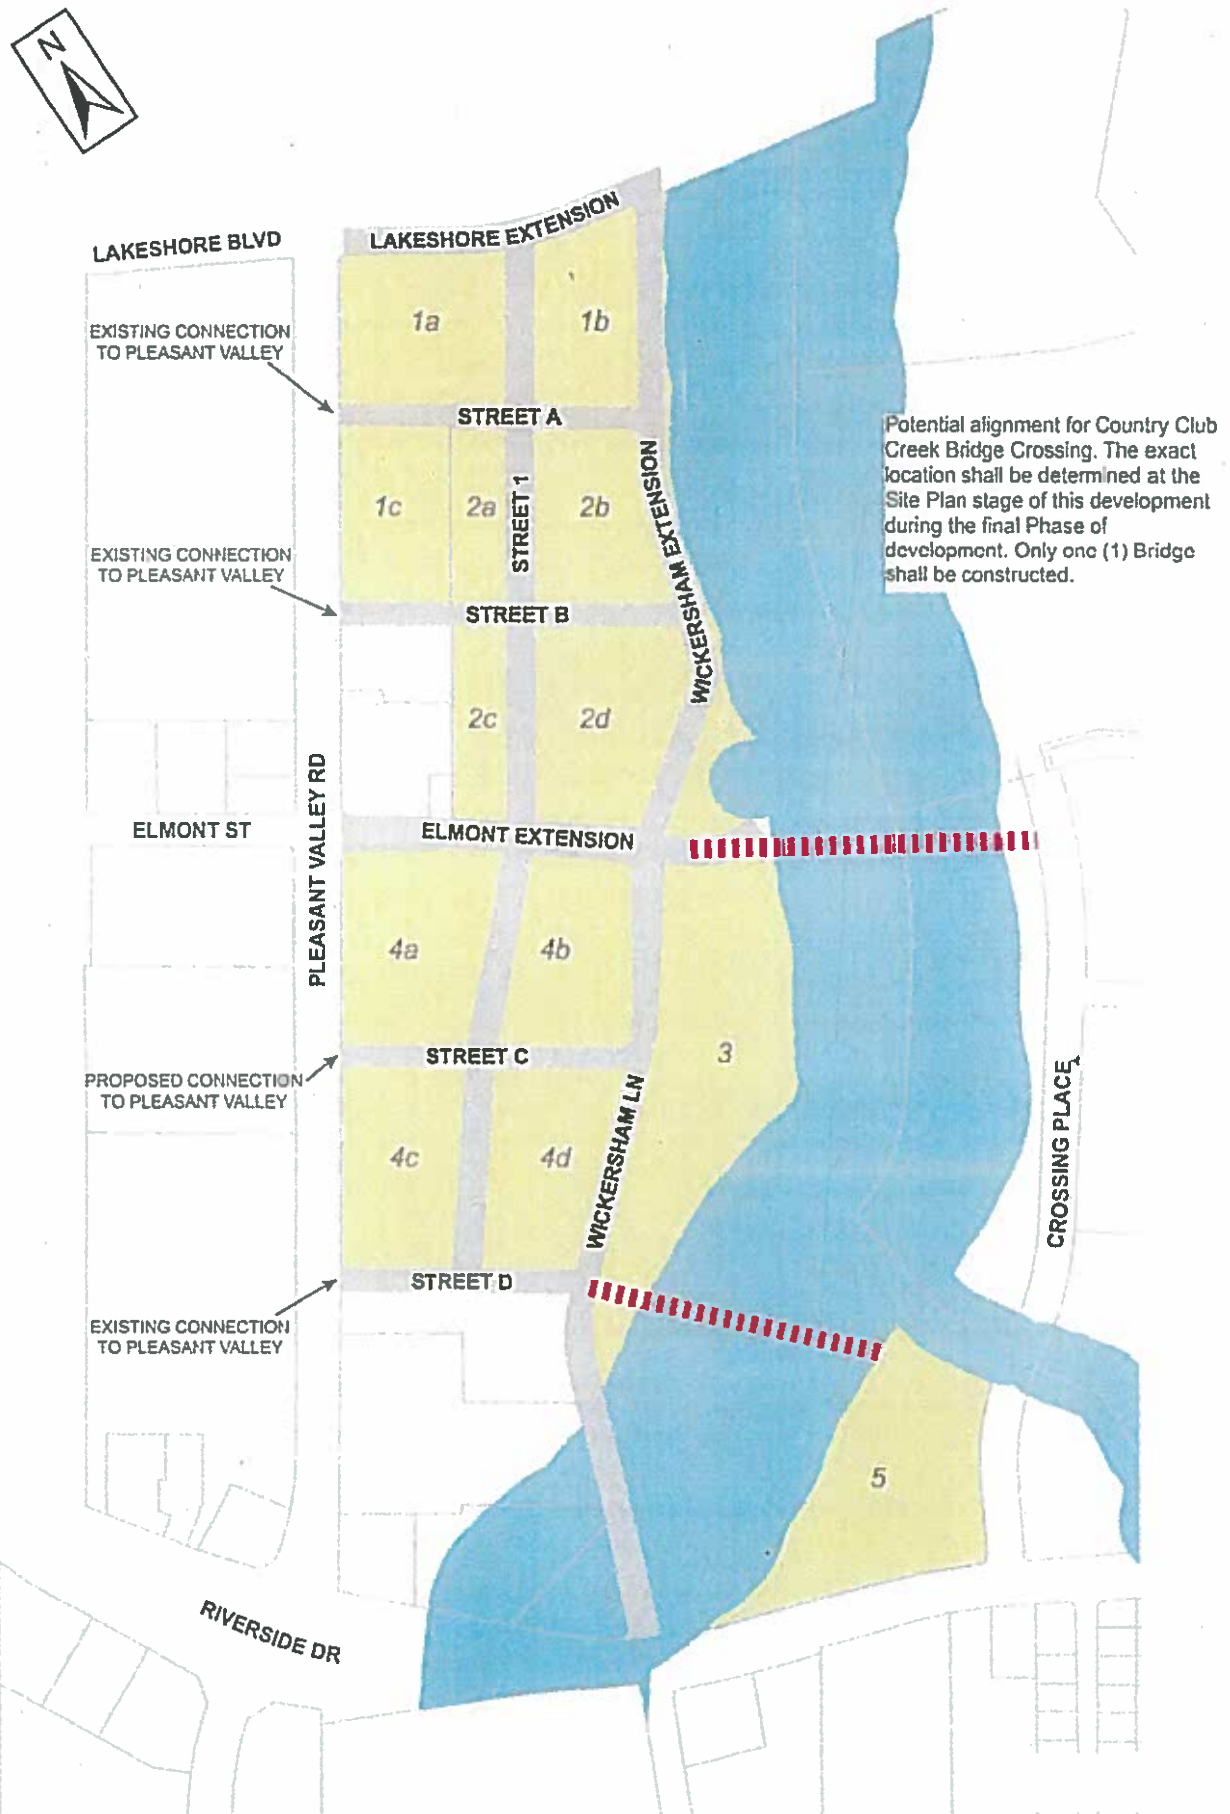 N
LAKESHORE BLVD
LAKESHORE EXTENSION
1a
1b
EXISTING CONNECTION
TO PLEASANT VALLEY
STREET A
Potential alignment for Country Club
Creek Bridge Crossing. The exact
location shall be determined at the
Site Plan stage of this development
during the final Phase of
development. Only one (1) Bridge
shall be constructed.
1c
2a
STREET 1
2b
WICKERSHAM EXTENSION
EXISTING CONNECTION
TO PLEASANT VALLEY
STREET B
2c
2d
PLEASANT VALLEY RD
ELMONT ST
ELMONT EXTENSION
4a
4b
3
STREET C
PROPOSED CONNECTION
TO PLEASANT VALLEY
CROSSING PLACE
4c
4d
WICKERSHAM LN
STREET D
EXISTING CONNECTION
TO PLEASANT VALLEY
5
RIVERSIDE DR